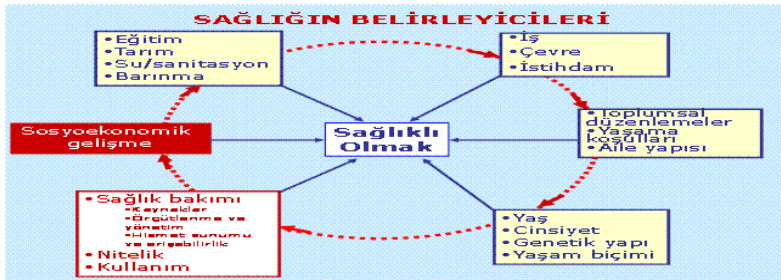 SAĞLIĞIN BELİRLEYİCİLERİ
• Eğitim
• Tarım
• Su/sanitasyon
• Barınma
• İş
• Çevre
• İstihdam
Sosyoekonomik
gelişme
Sağlıklı
Olmak
• Toplumsal
düzenlemeler
• Yaşama
koşulları
• Aile yapısı
• Sağlık bakımı
• Kaynaklar
• Örgütlenme ve
yönetim
• Hizmet sunumu
ve erişebilirlik
• Nitelik
• Kullanım
• Yaş
• Cinsiyet
• Genetik yapı
• Yaşam biçimi